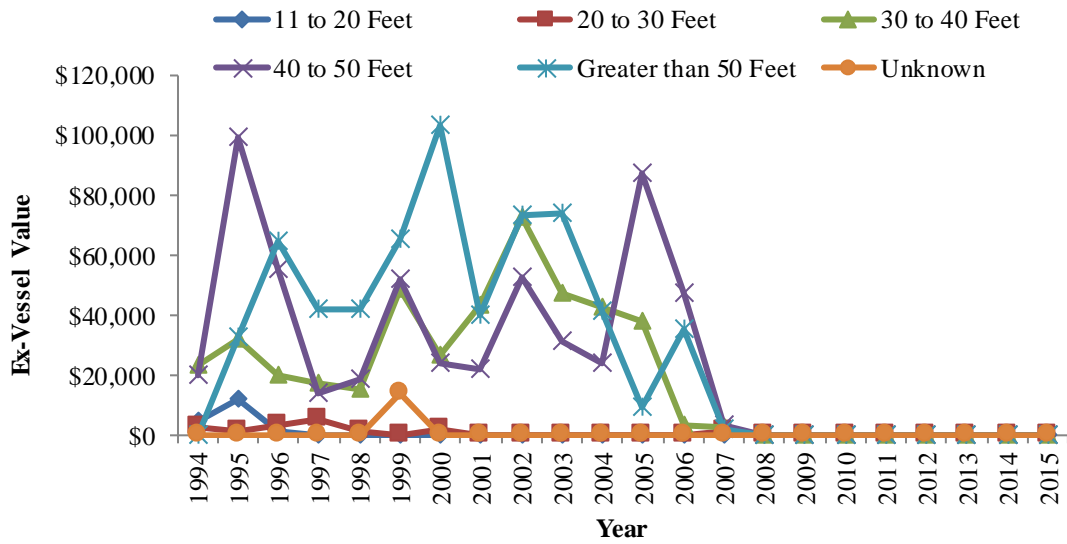 11 to 20 Feet 20 to 30 Feet 30 to 40 Feet
40 to 50 Feet Greater than 50 Feet Unknown
$120,000
$100,000
$80,000
$60,000
$40,000
$20,000
$0
Ex-Vessel Value
1994 1995 1996 1997 1998 1999 2000 2001 2002 2003 2004 2005 2006 2007 2008 2009 2010 2011 2012 2013 2014 2015
Year